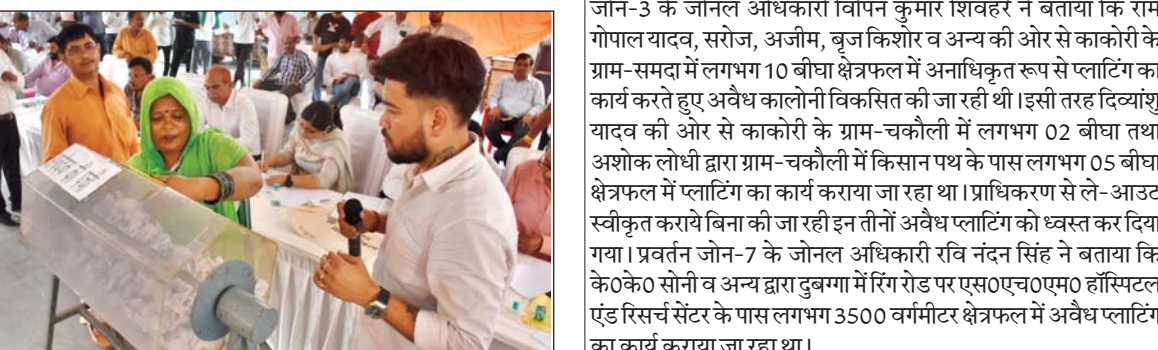 जोन-3 के जोनल अधिकारी विपिन कुमार शिवहरे ने बताया कि राम
गोपाल यादव, सरोज, अजीम, बृज किशोर व अन्य की ओर से काकोरी के
ग्राम-समदा में लगभग 10 बीघा क्षेत्रफल में अनाधिकृत रूप से प्लाटिंग का
कार्य करते हुए अवैध कालोनी विकसित की जा रही थी।इसी तरह दिव्यांशु
यादव की ओर से काकोरी के ग्राम-चकौली में लगभग 02 बीघा तथा
अशोक लोधी द्वारा ग्राम-चकौली में किसान पथ के पास लगभग 05 बीघा
क्षेत्रफल में प्लाटिंग का कार्य कराया जा रहा था।प्राधिकरण से ले-आउट
स्वीकृत कराये बिना की जा रही इन तीनों अवैध प्लाटिंग को ध्वस्त कर दिया
गया। प्रवर्तन जोन-7 के जोनल अधिकारी रवि नंदन सिंह ने बताया कि
के0के0 सोनी व अन्य द्वारा दुबग्गा में रिंग रोड पर एस0एच0एम0 हॉस्पिटल
एंड रिसर्च सेंटर के पास लगभग 3500 वर्गमीटर क्षेत्रफल में अवैध प्लाटिंग
का कार्य कराया जा रहा था।